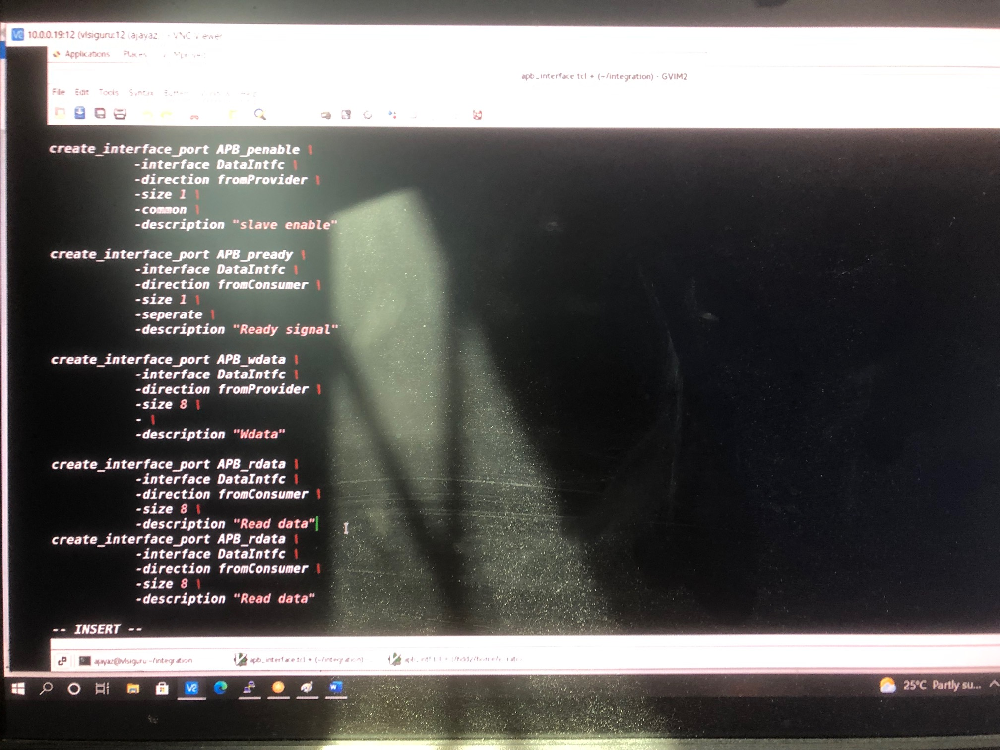 10.0.0.19:12 (vlsiguru:12 (ajayaz) - VNC Viewer
Applications Places
apb_interface.tcl + (~/integration) - GVIM2
File Edit Tools Syntax Buffers
create_interface_port APB_penable \
-interface DataIntfc \
-direction fromProvider \
-size 1 \
-common \
-description "slave enable"
create_interface_port APB_pready \
-interface DataIntfc \
-direction fromConsumer \
-size 1 \
-seperate \
-description "Ready signal"
create_interface_port APB_wdata \
-interface DataIntfc \
-direction fromProvider \
-size 8 \
- \
-description "Wdata"
create_interface_port APB_rdata \
-interface DataIntfc \
-direction fromConsumer \
-size 8 \
-description "Read data"
create_interface_port APB_rdata \
-interface DataIntfc \
-direction fromConsumer \
-size 8 \
-description "Read data"
-- INSERT --
ajayaz@vlsiguru:~/integration apb_interface.tcl + (~/integration) ...
25°C Partly su...